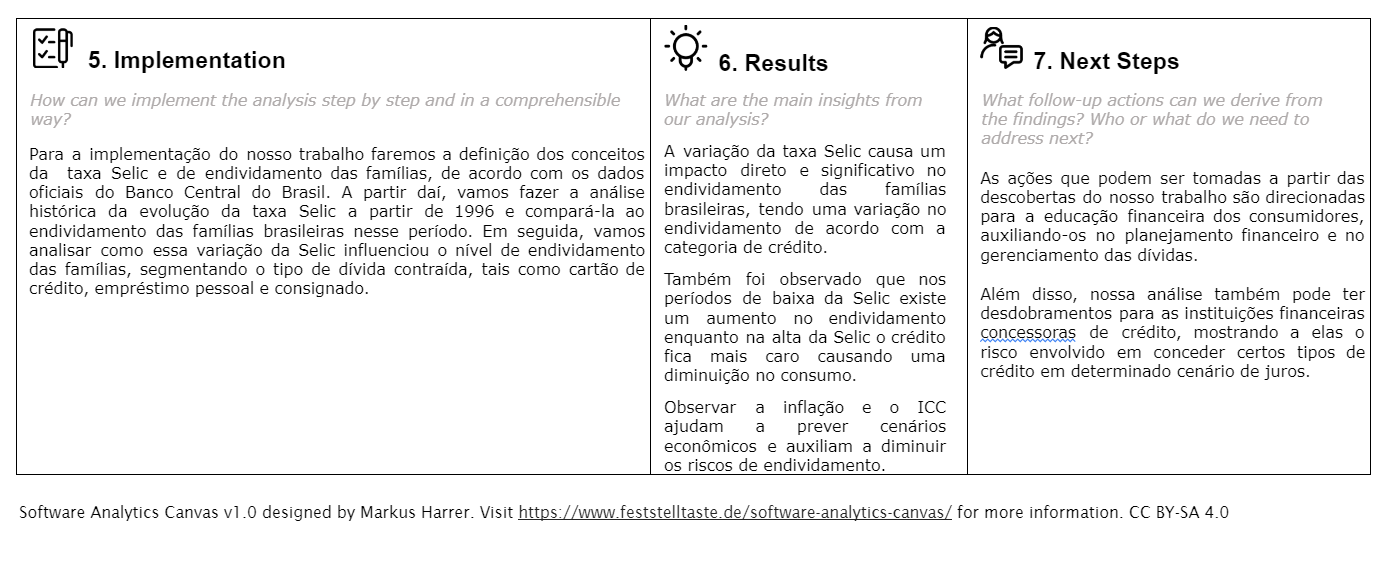 5. Implementation
How can we implement the analysis step by step and in a comprehensible
way?
Para a implementação do nosso trabalho faremos a definição dos conceitos
da taxa Selic e de endividamento das famílias, de acordo com os dados
oficiais do Banco Central do Brasil. A partir daí, vamos fazer a análise
histórica da evolução da taxa Selic a partir de 1996 e compará-la ao
endividamento das famílias brasileiras nesse período. Em seguida, vamos
analisar como essa variação da Selic influenciou o nível de endividamento
das famílias, segmentando o tipo de dívida contraída, tais como cartão de
crédito, empréstimo pessoal e consignado.
6. Results
What are the main insights from
our analysis?
A variação da taxa Selic causa um
impacto direto e significativo no
endividamento das famílias
brasileiras, tendo uma variação no
endividamento de acordo com a
categoria de crédito.
Também foi observado que nos
períodos de baixa da Selic existe
um aumento no endividamento
enquanto na alta da Selic o crédito
fica mais caro causando uma
diminuição no consumo.
Observar a inflação e o ICC
ajudam a prever cenários
econômicos e auxiliam a diminuir
os riscos de endividamento.
7. Next Steps
What follow-up actions can we derive from
the findings? Who or what do we need to
address next?
As ações que podem ser tomadas a partir das
descobertas do nosso trabalho são direcionadas
para a educação financeira dos consumidores,
auxiliando-os no planejamento financeiro e no
gerenciamento das dívidas.
Além disso, nossa análise também pode ter
desdobramentos para as instituições financeiras
concessoras de crédito, mostrando a elas o
risco envolvido em conceder certos tipos de
crédito em determinado cenário de juros.
Software Analytics Canvas v1.0 designed by Markus Harrer. Visit https://www.feststelltaste.de/software-analytics-canvas/ for more information. CC BY-SA 4.0